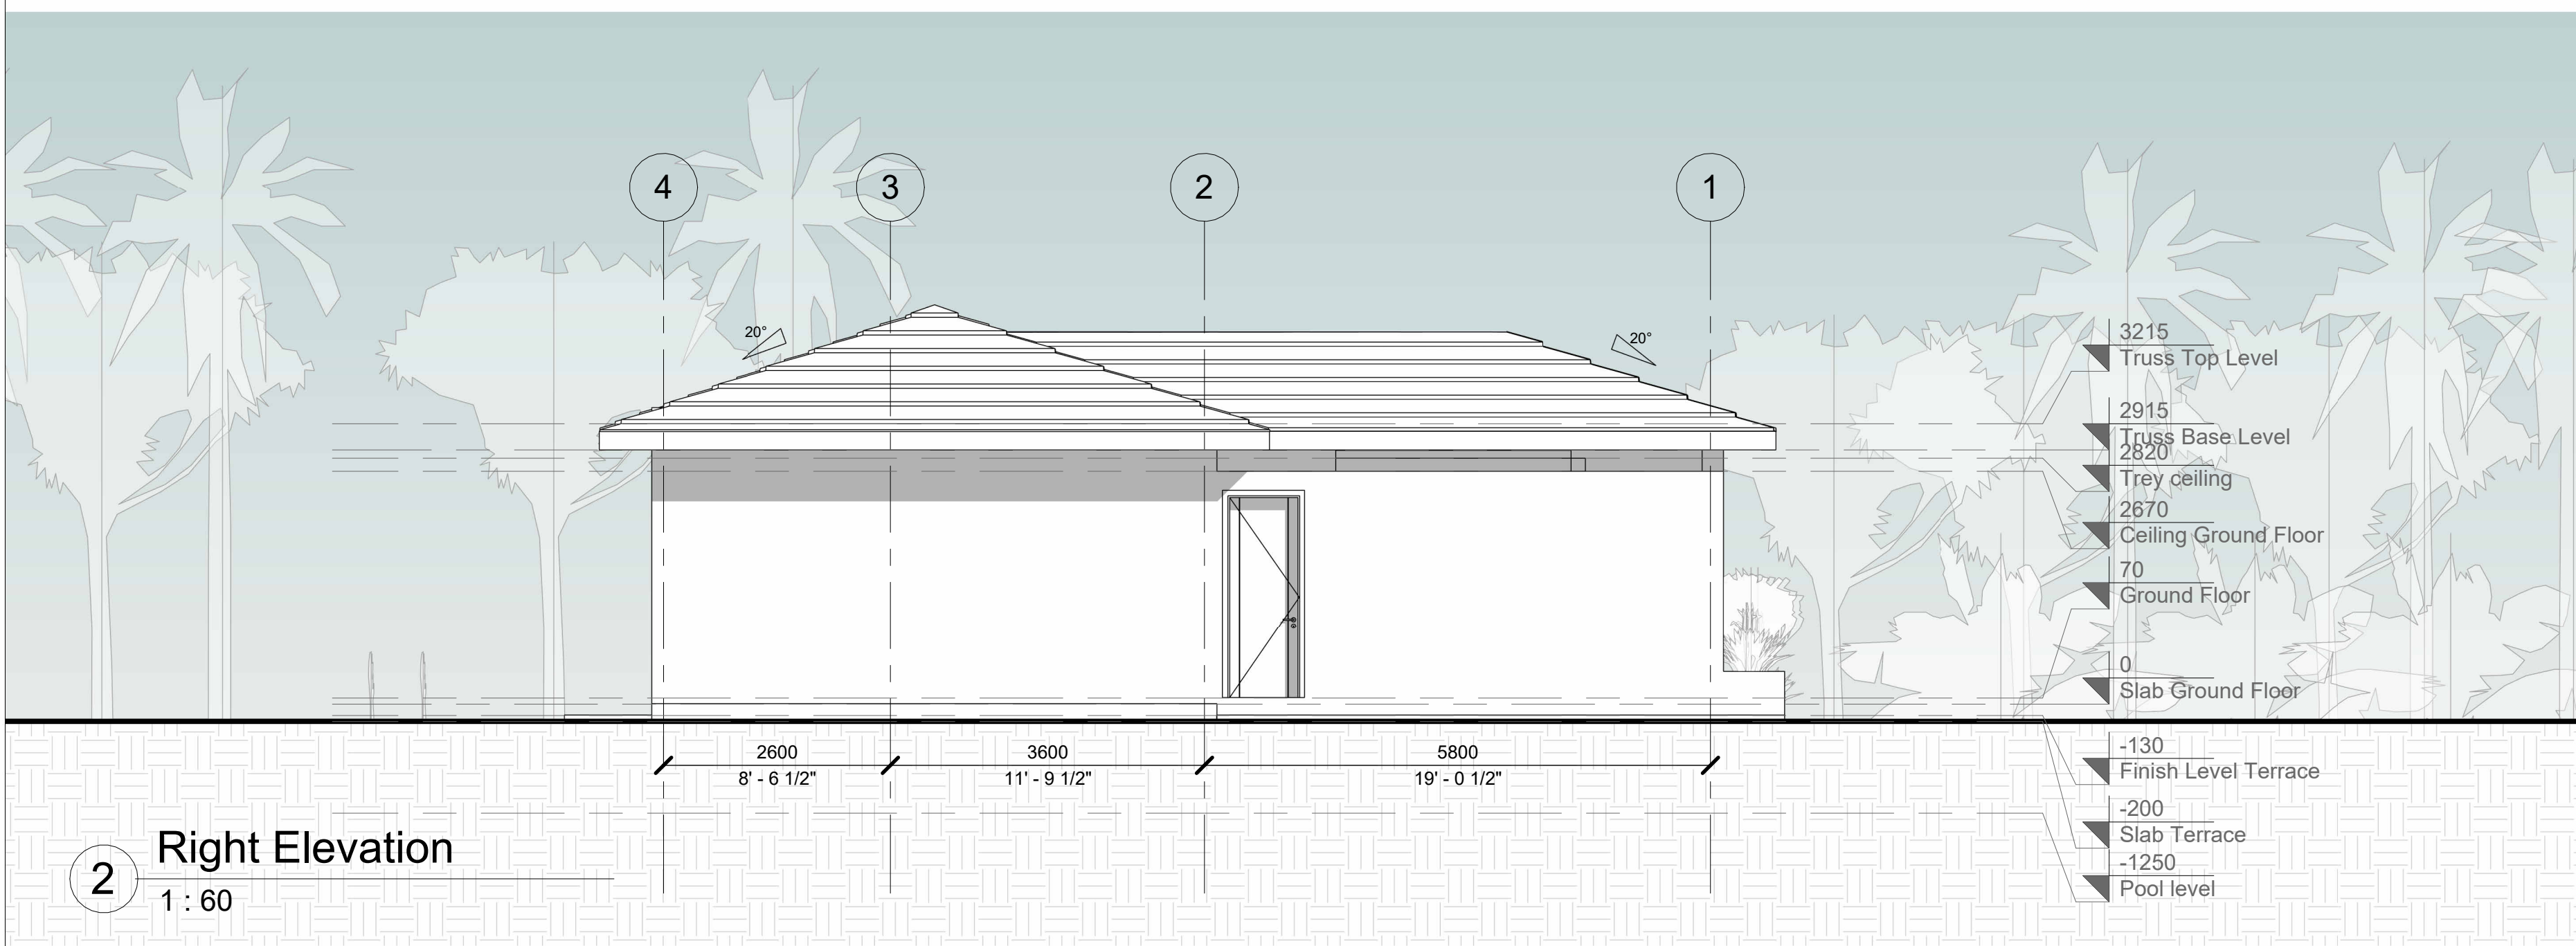 4
3
2
1
20°
20°
3215
Truss Top Level
2915
Truss Base Level
2820
Trey ceiling
2670
Ceiling Ground Floor
70
Ground Floor
0
Slab Ground Floor
-130
Finish Level Terrace
-200
Slab Terrace
-1250
Pool level
2600
8' - 6 1/2"
3600
11' - 9 1/2"
5800
19' - 0 1/2"
2
Right Elevation
1 : 60